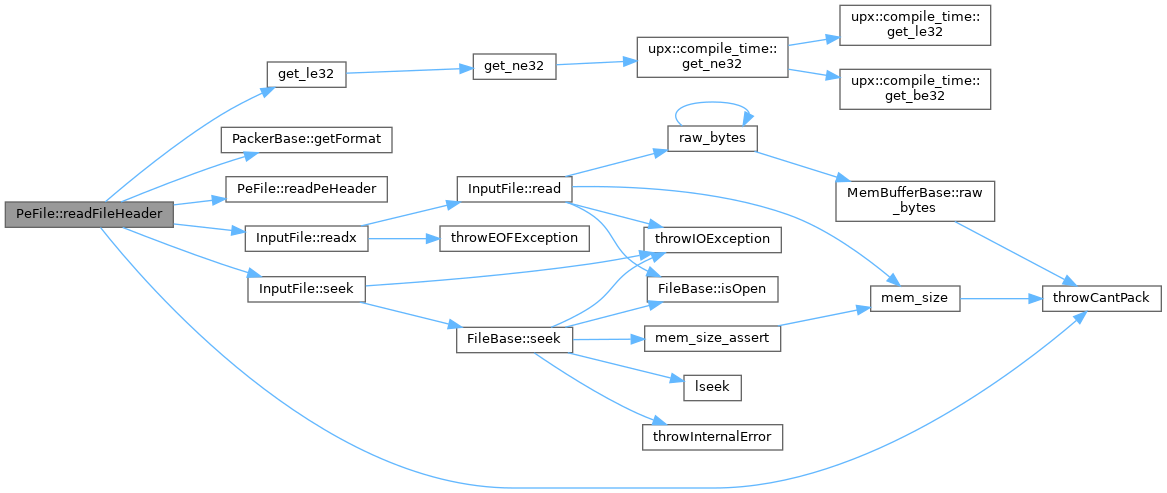 PeFile::readFileHeader
get_le32
PackerBase::getFormat
PeFile::readPeHeader
InputFile::readx
InputFile::seek
get_ne32
InputFile::read
throwEOFException
FileBase::seek
upx::compile_time::
get_ne32
raw_bytes
throwIOException
FileBase::isOpen
mem_size_assert
lseek
throwInternalError
upx::compile_time::
get_le32
upx::compile_time::
get_be32
MemBufferBase::raw
_bytes
mem_size
throwCantPack